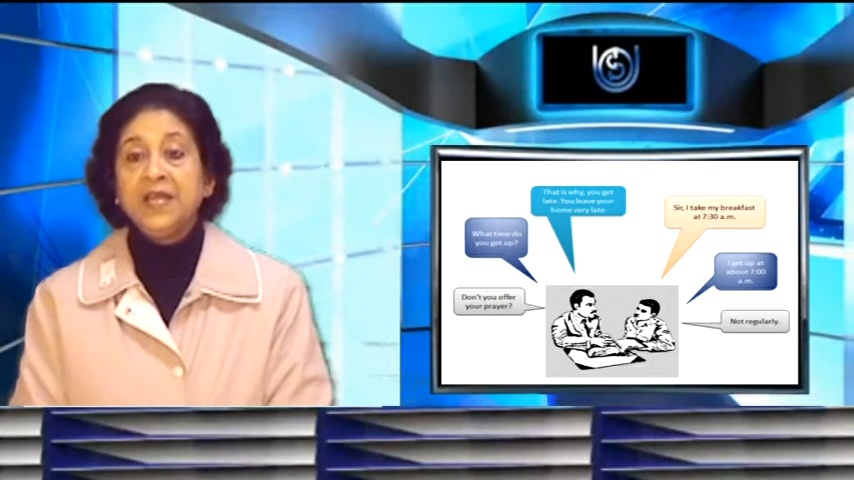 That is why, you get
late. You leave your
home very late
Sir, I take my breakfast
at 7:30 a.m.
What time do
you get up?
I get up at
about 7:00
a.m.
Don't you offer
your prayer?
Not regularly.